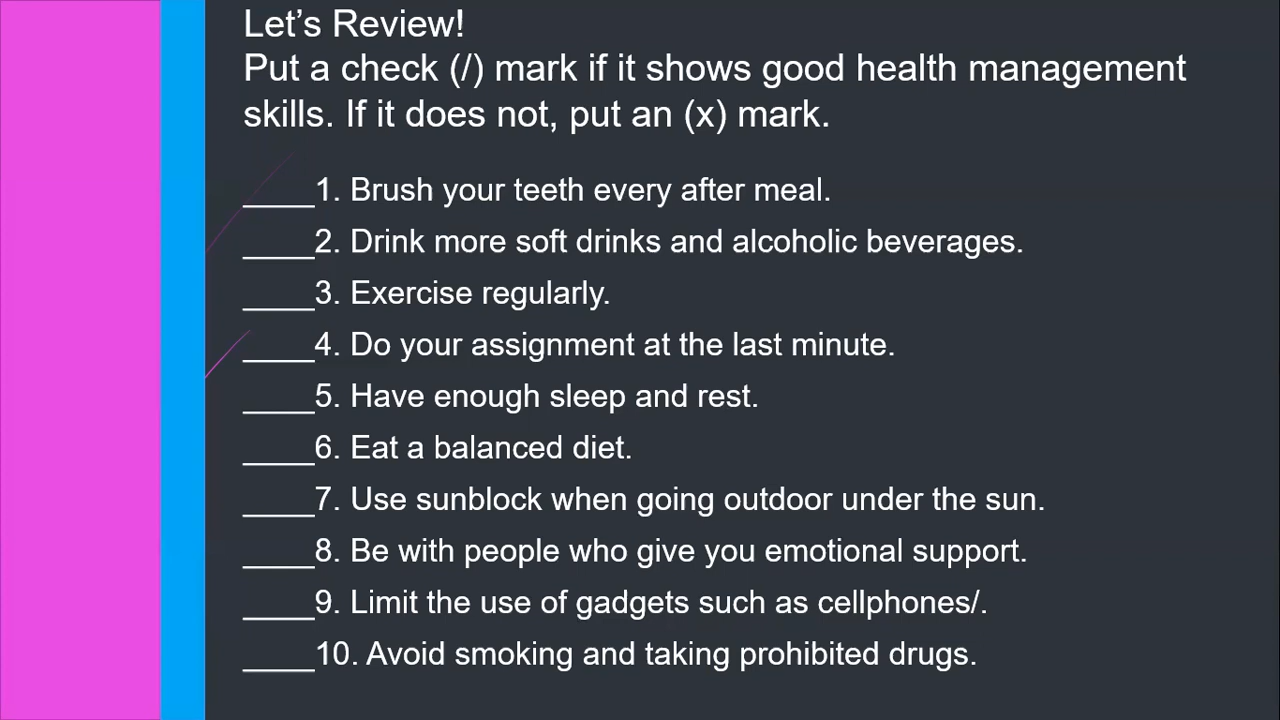 Let’s Review!
Put a check (/) mark if it shows good health management
skills. If it does not, put an (x) mark.
____1. Brush your teeth every after meal.
____2. Drink more soft drinks and alcoholic beverages.
____3. Exercise regularly.
____4. Do your assignment at the last minute.
____5. Have enough sleep and rest.
____6. Eat a balanced diet.
____7. Use sunblock when going outdoor under the sun.
____8. Be with people who give you emotional support.
____9. Limit the use of gadgets such as cellphones/.
____10. Avoid smoking and taking prohibited drugs.